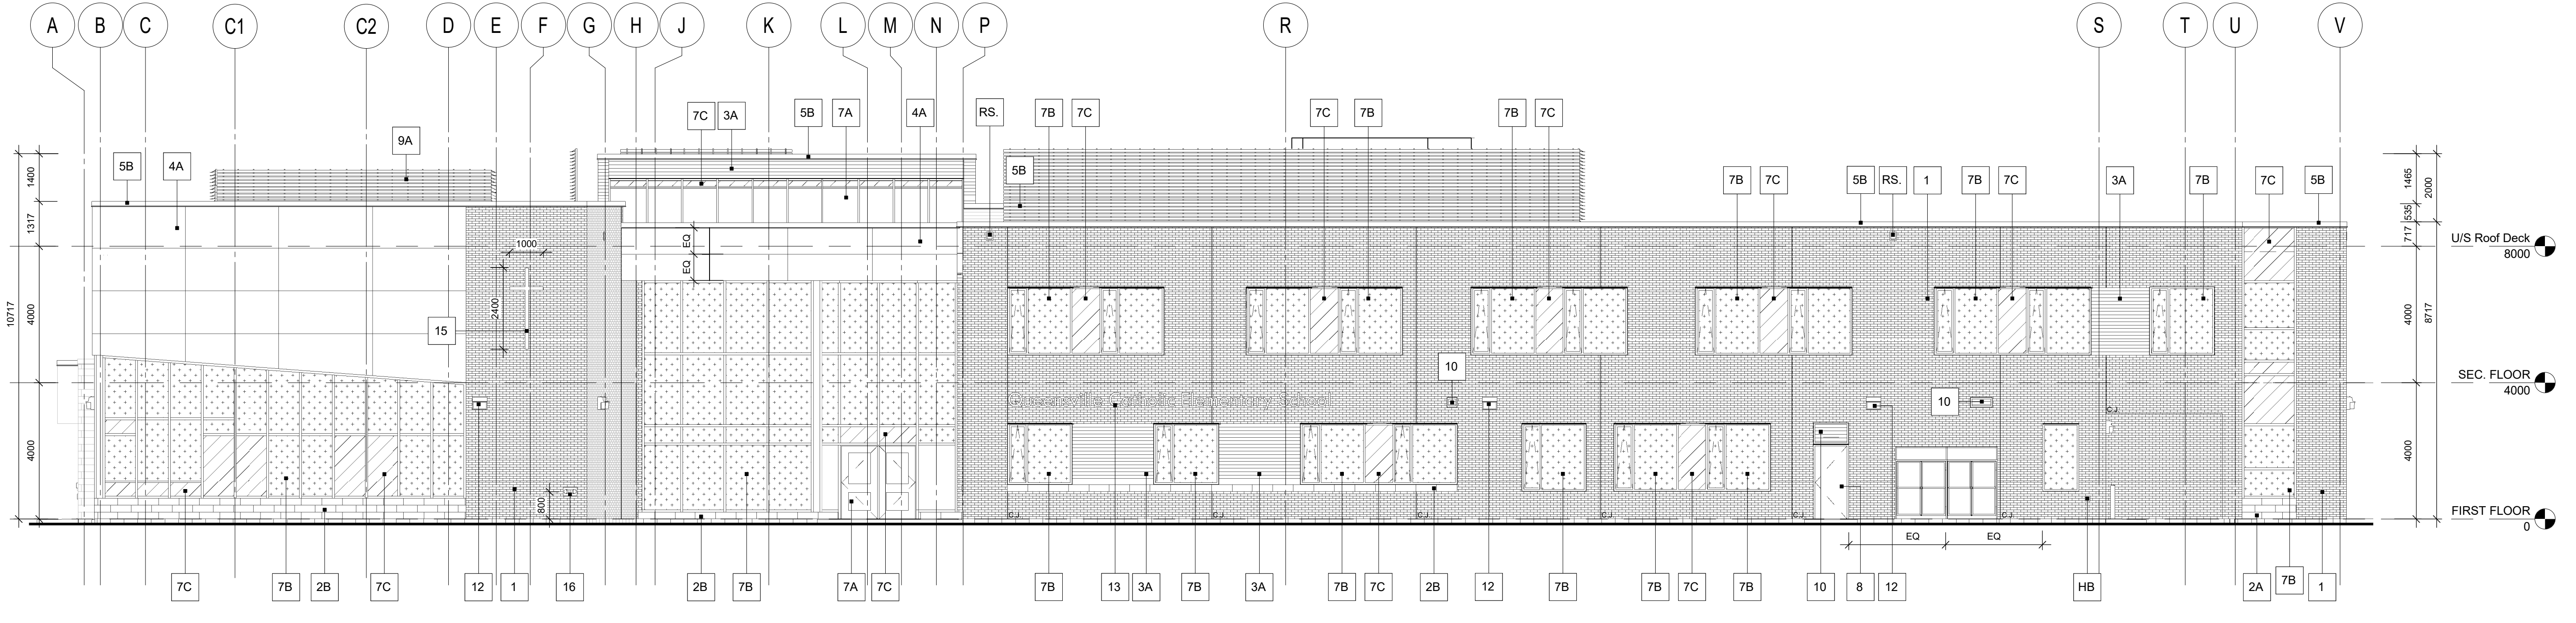 A B C C1 C2 D E F G H J K L M N P R S T U V
7C 3A 5B 7A 4A RS. 7B 7C 7C 7B 7B 7C
9A
5B 4A 5B 7B 7C 5B RS. 1 7B 7C 3A 7B 7C 5B
1400
1465
2000
1317
535
717
1000
EQ
EQ
U/S Roof Deck
8000
10717
4000
2400
15
4000
8717
10
SEC. FLOOR
4000
10
Queensville Catholic Elementary School
C.J.
4000
800
4000
C.J. C.J. C.J. C.J. C.J. C.J.
FIRST FLOOR
0
EQ EQ
7C 7B 2B 7C 12 1 16 2B 7B 7A 7C 7B 13 3A 7B 3A 7B 7C 2B 12 7B 7B 7C 7B 10 8 12 HB 2A 7B 1